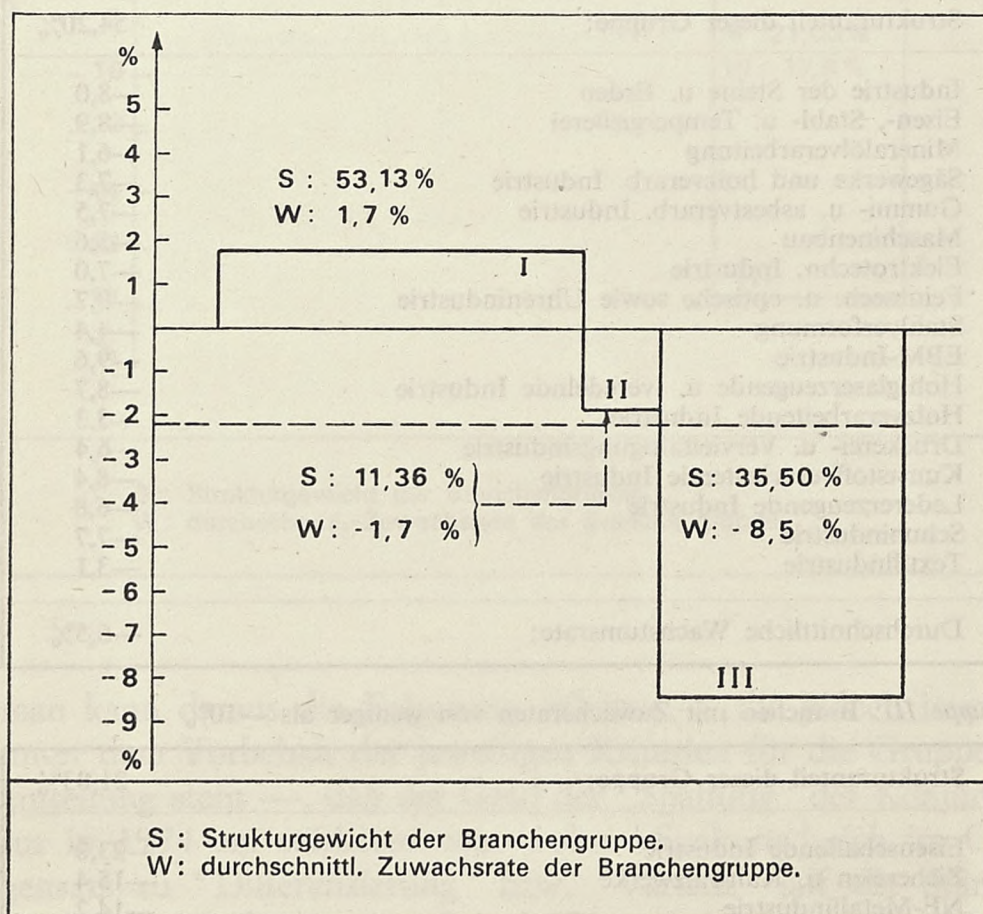 %
5
4
3
2
1
-1
-2
-3
-4
-5
-6
-7
-8
-9
%
S : 53,13 %
W : 1,7 %
I
II
S : 11,36 %
W : -1,7 %
S : 35,50 %
W: - 8,5 %
III
S : Strukturgewicht der Branchengruppe.
W : durchschnittl. Zuwachsrate der Branchengruppe.